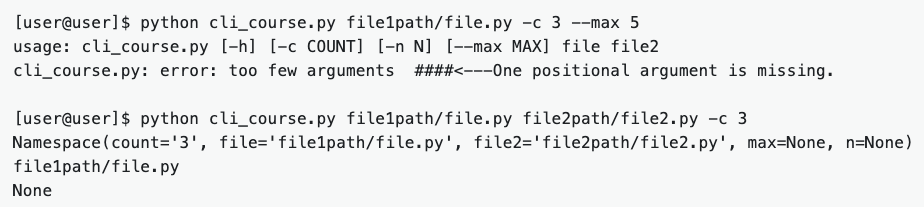 [user@user]$ python cli_course.py file1path/file.py -c 3 --max 5
usage: cli_course.py [-h] [-c COUNT] [-n N] [--max MAX] file file2
cli_course.py: error: too few arguments  ####<---One positional argument is missing.
[user@user]$ python cli_course.py file1path/file.py file2path/file2.py -c 3
Namespace(count='3', file='file1path/file.py', file2='file2path/file2.py', max=None, n=None)
file1path/file.py
None